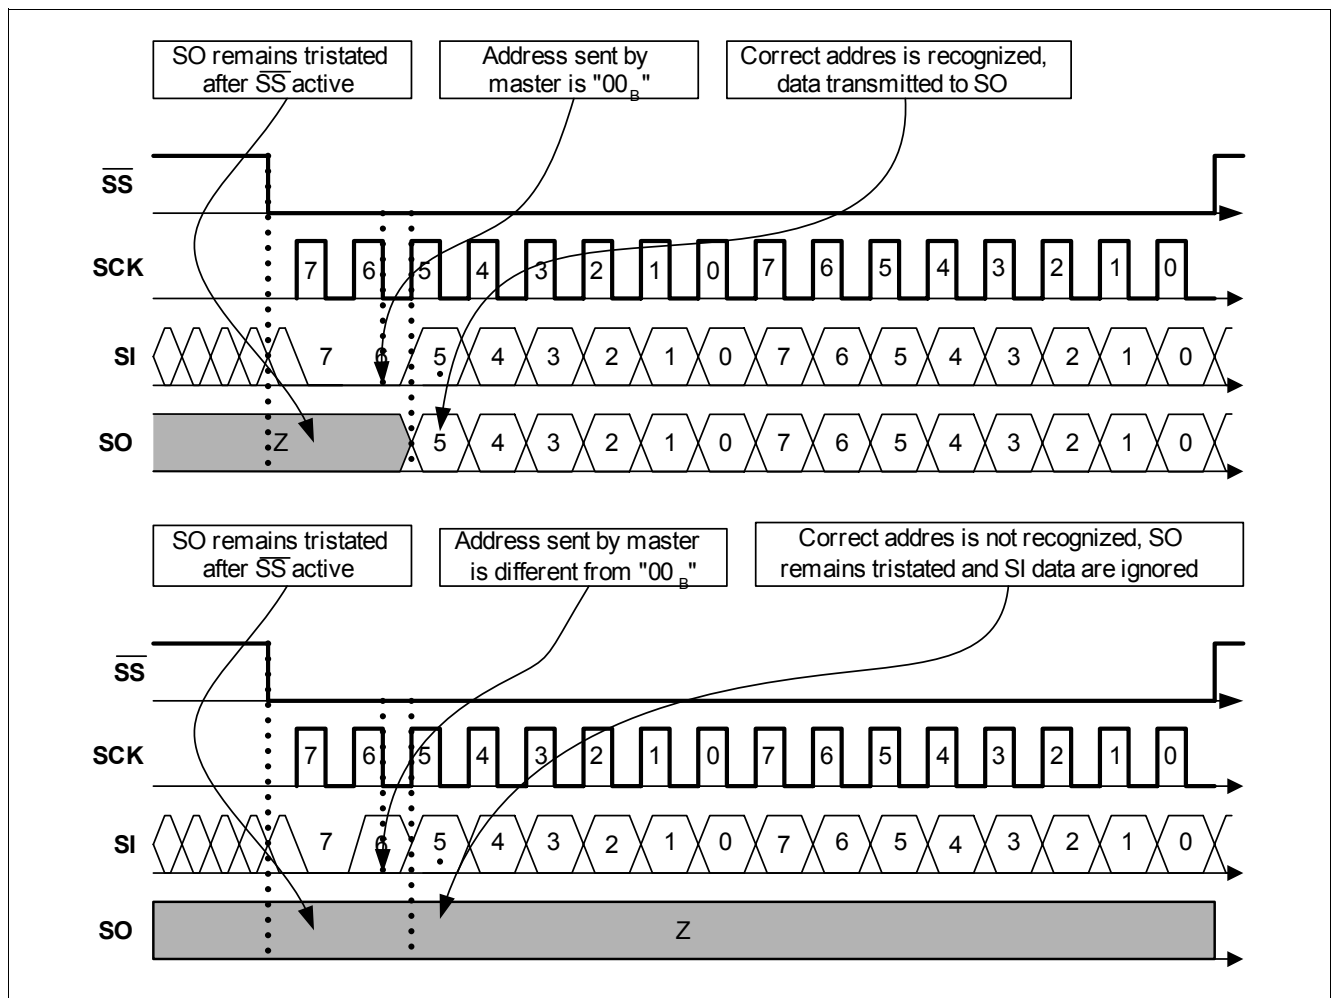 SO remains tristated
after SS active
Address sent by
master is "00B"
Correct addres is recognized,
data transmitted to SO
SS
SCK
7 6 5 4 3 2 1 0 7 6 5 4 3 2 1 0
SI
7 6 5 4 3 2 1 0 7 6 5 4 3 2 1 0
SO
Z 5 4 3 2 1 0 7 6 5 4 3 2 1 0
SO remains tristated
after SS active
Address sent by master
is different from "00B"
Correct addres is not recognized, SO
remains tristated and SI data are ignored
SS
SCK
7 6 5 4 3 2 1 0 7 6 5 4 3 2 1 0
SI
7 6 5 4 3 2 1 0 7 6 5 4 3 2 1 0
SO
Z